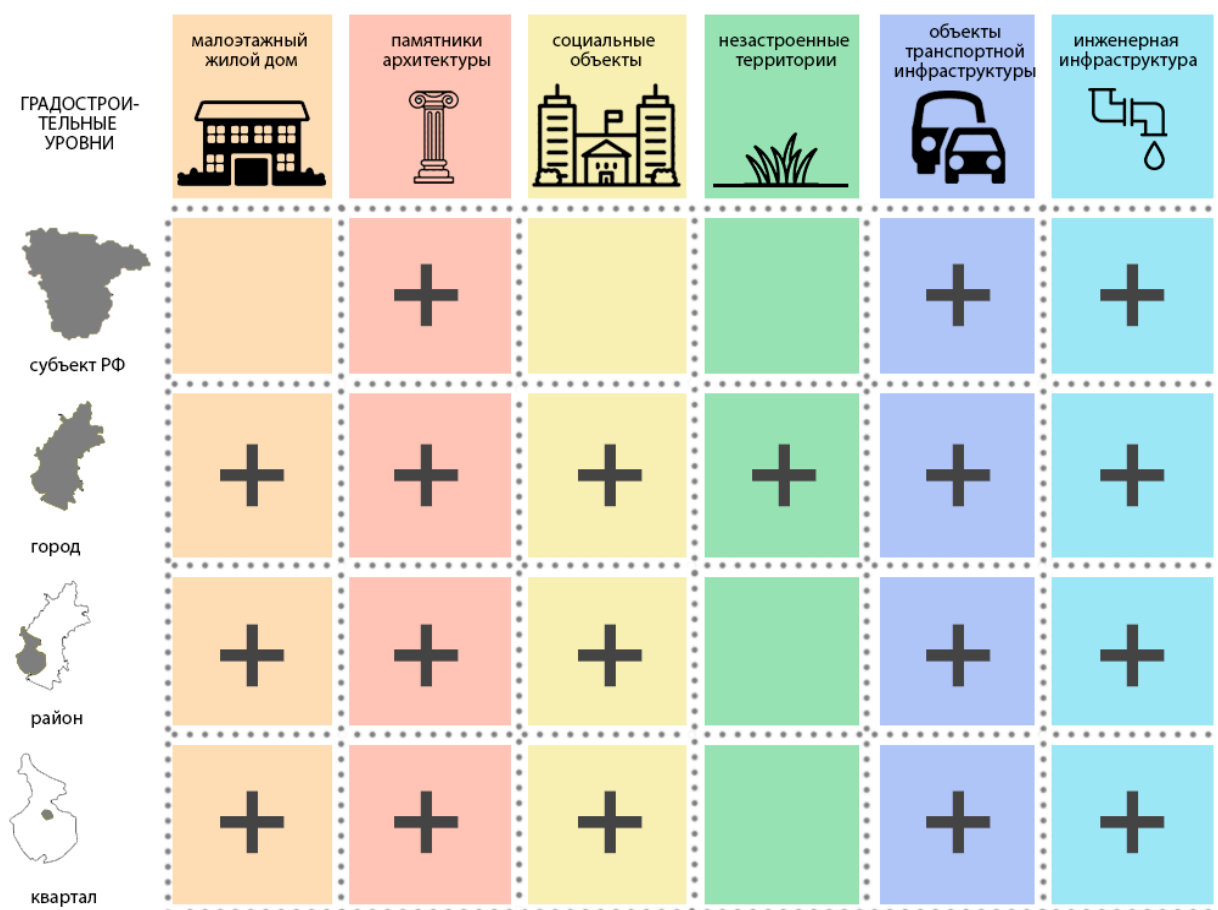 малоэтажный
жилой дом
памятники
архитектуры
социальные
объекты
незастроенные
территории
объекты
транспортной
инфраструктуры
инженерная
инфраструктура
ГРАДОСТРОИ-
ТЕЛЬНЫЕ
УРОВНИ
субъект РФ
город
район
квартал